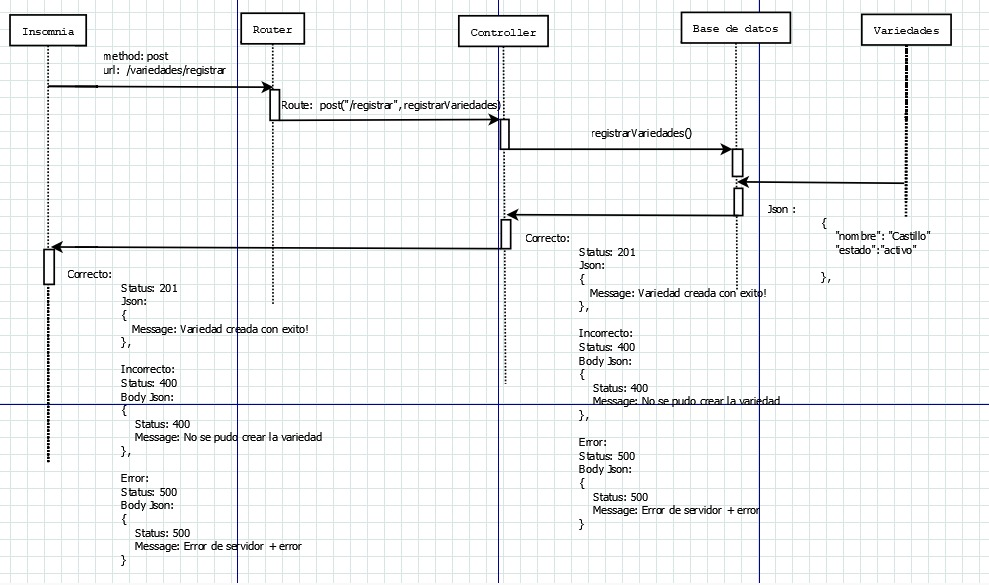 Insomnia
Router
Controller
Base de datos
Variedades
method: post
url: /variedades/registrar
Route: post("/registrar", registrarVariedades)
registrarVariedades()
Json :
{
"nombre": "Castillo"
"estado":"activo"
},
Correcto:
Status: 201
Json:
{
Message: Variedad creada con exito!
},
Incorrecto:
Status: 400
Body Json:
{
Status: 400
Message: No se pudo crear la variedad
},
Error:
Status: 500
Body Json:
{
Status: 500
Message: Error de servidor + error
}
Correcto:
Status: 201
Json:
{
Message: Variedad creada con exito!
},
Incorrecto:
Status: 400
Body Json:
{
Status: 400
Message: No se pudo crear la variedad
},
Error:
Status: 500
Body Json:
{
Status: 500
Message: Error de servidor + error
}